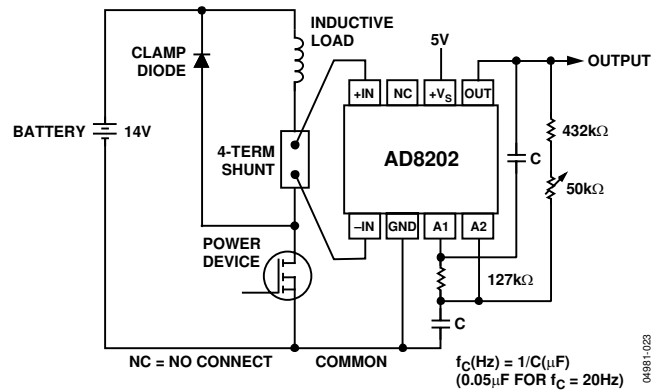 INDUCTIVE
LOAD
CLAMP
DIODE
5V
OUTPUT
+IN
NC
+VS
OUT
BATTERY
14V
4-TERM
SHUNT
AD8202
C
432kΩ
50kΩ
–IN
GND
A1
A2
POWER
DEVICE
127kΩ
C
NC = NO CONNECT
COMMON
fC(Hz) = 1/C(μF)
(0.05μF FOR fC = 20Hz)
04981-023